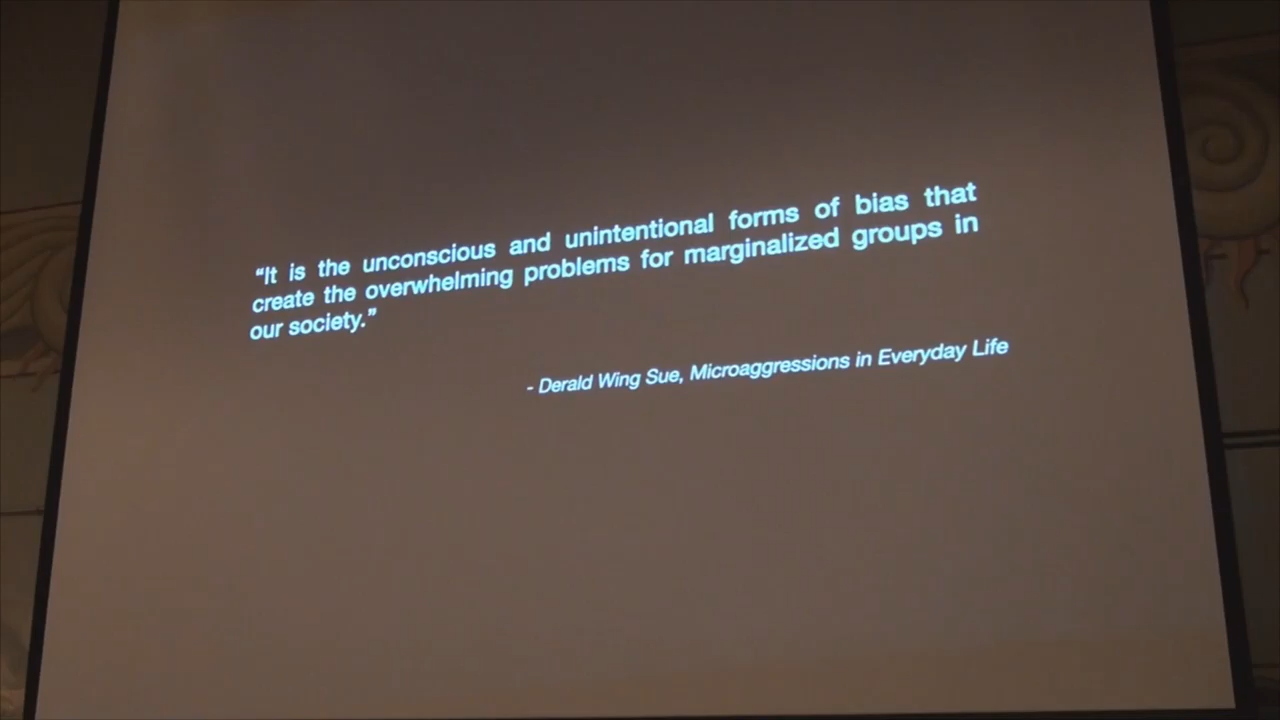 “It is the unconscious and unintentional forms of bias that
create the overwhelming problems for marginalized groups in
our society.”
- Derald Wing Sue, Microaggressions in Everyday Life